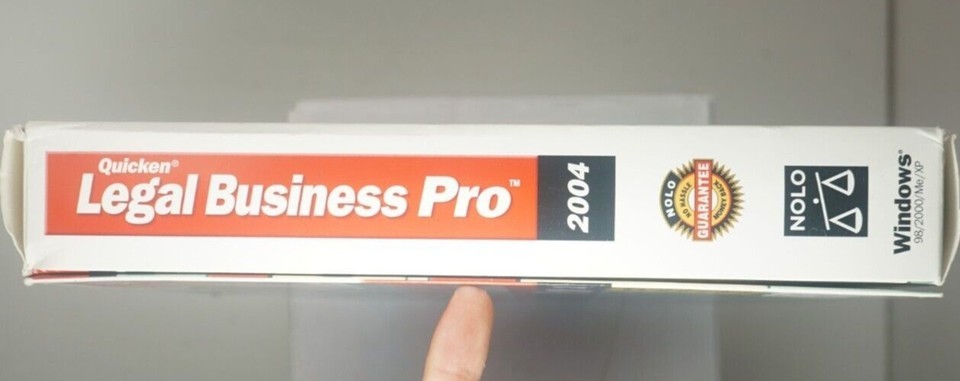 Quicken®
Legal Business Pro™
2004
NOLO
NO HASSLE
GUARANTEE
MONEY BACK
NOLO
Windows®
98/2000/Me/XP